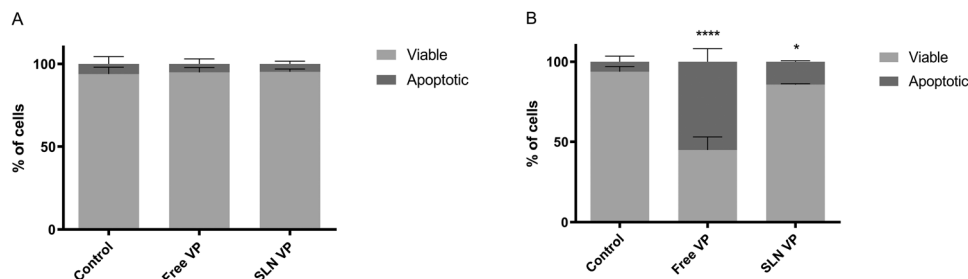 A
% of cells
100
50
0
Control
Free VP
SLN VP
Viable
Apoptotic
B
% of cells
100
50
0
****
*
Control
Free VP
SLN VP
Viable
Apoptotic